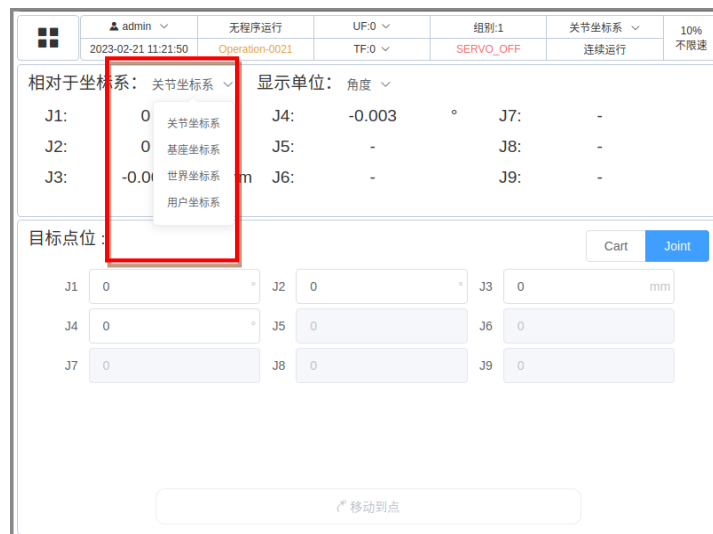 admin 无程序运行 UF:0 组别:1 关节坐标系 10%
2023-02-21 11:21:50 Operation-0021 TF:0 SERVO_OFF 连续运行 不限速
相对于坐标系： 关节坐标系 显示单位： 角度
J1: 0 J4: -0.003 ° J7: -
J2: 0 J5: - J8: -
J3: -0.00 m J6: - J9: -
关节坐标系
基座坐标系
世界坐标系
用户坐标系
目标点位 :
Cart Joint
J1 0 ° J2 0 ° J3 0 mm
J4 0 ° J5 0 J6 0
J7 0 J8 0 J9 0
移动到点